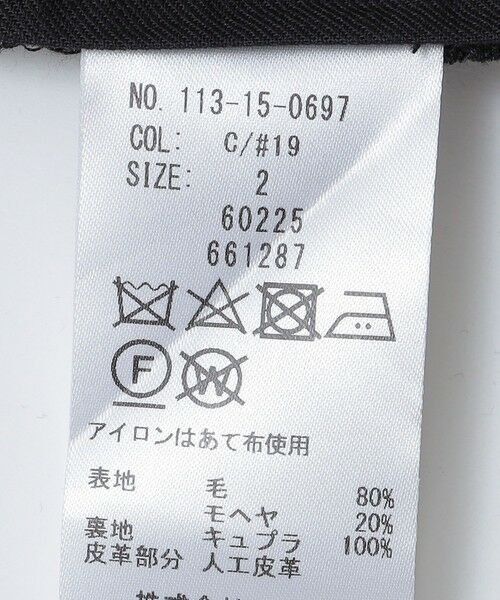 NO. 113-15-0697
COL: C/#19
SIZE: 2
60225
661287
F W
アイロンはあて布使用
表地 毛 80%
モヘヤ 20%
裏地 キュプラ 100%
皮革部分 人工皮革